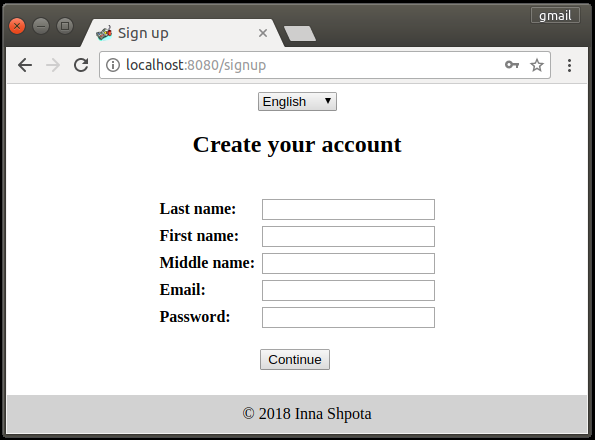 gmail
Sign up
localhost:8080/signup
English
Create your account
Last name:
First name:
Middle name:
Email:
Password:
Continue
© 2018 Inna Shpota